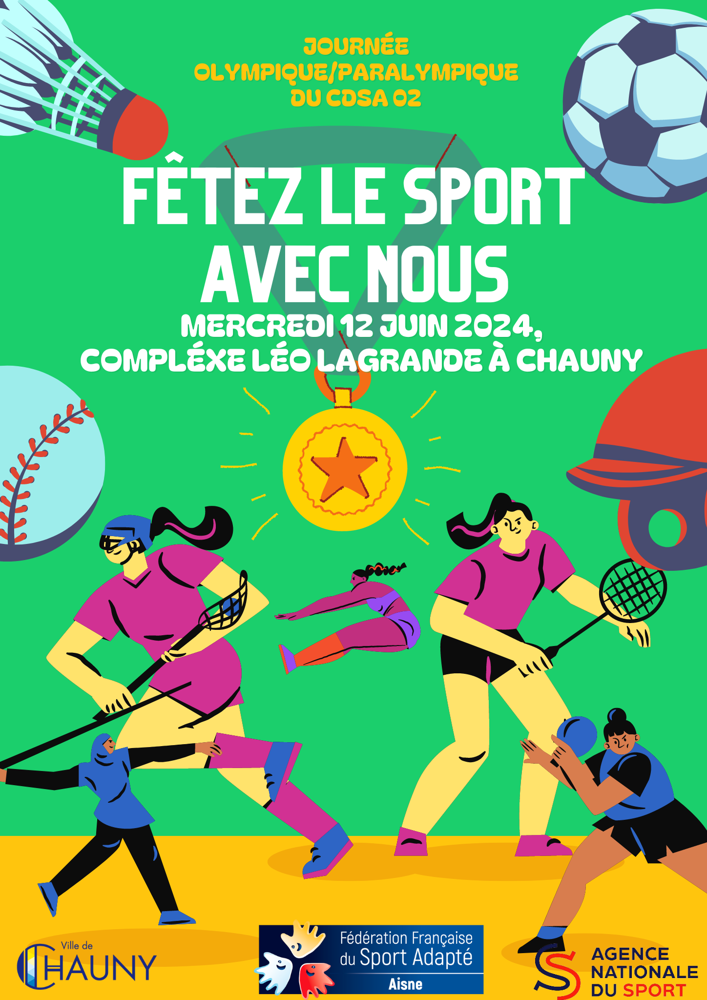 JOURNÉE
OLYMPIQUE/PARALYMPIQUE
DU CDSA 02
FÊTEZ LE SPORT
AVEC NOUS
MERCREDI 12 JUIN 2024,
COMPLÉXE LÉO LAGRANDE À CHAUNY
Ville de
CHAUNY
Fédération Française
du Sport Adapté
Aisne
AGENCE
NATIONALE
DU SPORT